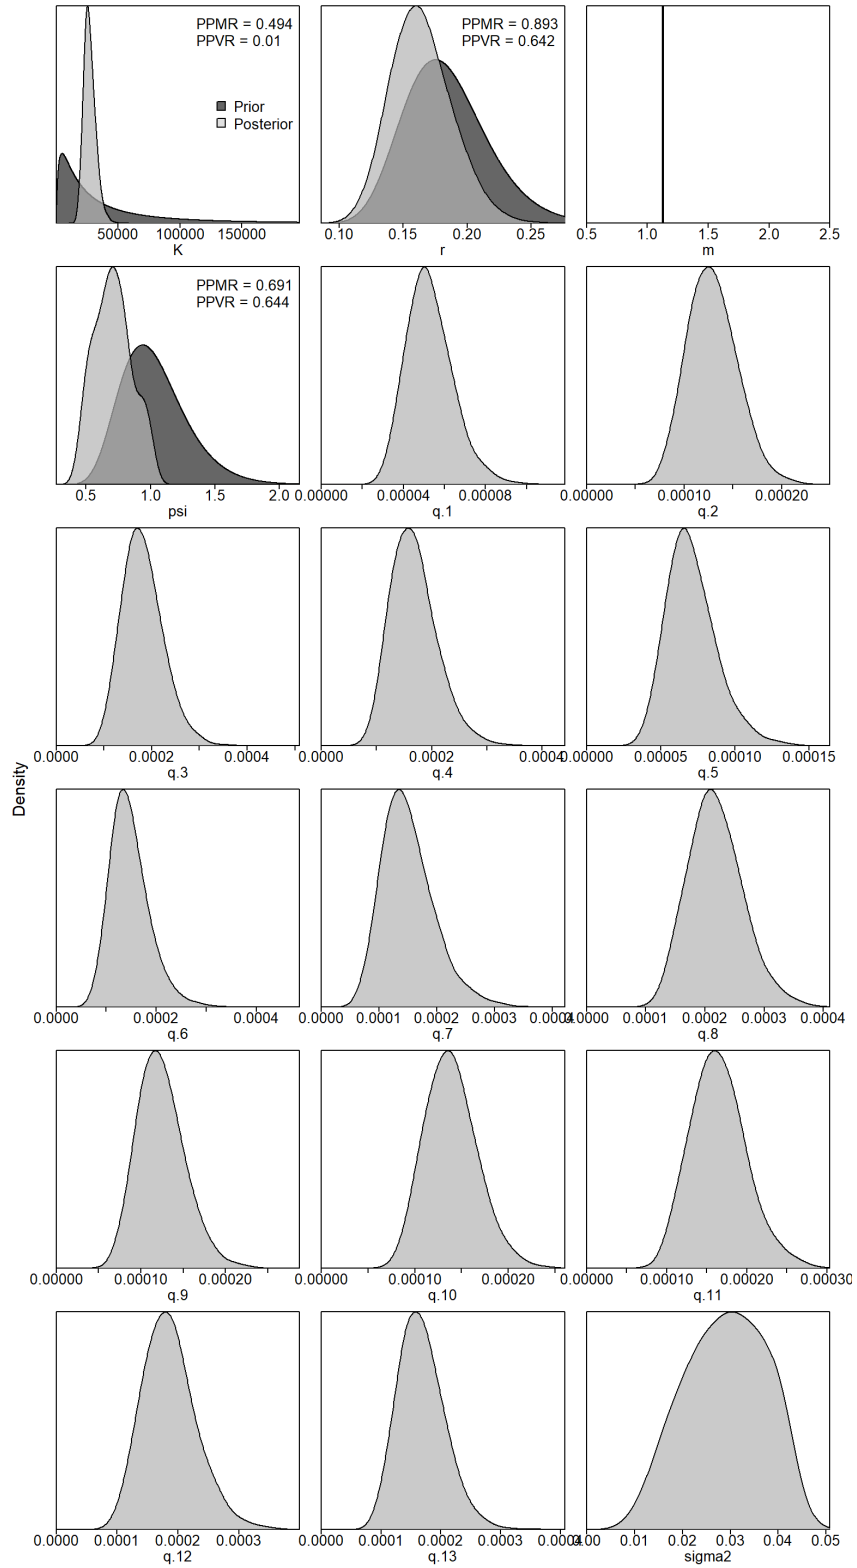 PPMR = 0.494
PPVR = 0.01
Prior
Posterior
50000 100000 150000
K
PPMR = 0.893
PPVR = 0.642
0.10 0.15 0.20 0.25
r
0.5 1.0 1.5 2.0 2.5
m
PPMR = 0.691
PPVR = 0.644
0.5 1.0 1.5 2.0
psi
0.00000 0.00004 0.00008
q.1
0.00000 0.00010 0.00020
q.2
0.0000 0.0002 0.0004
q.3
0.0000 0.0002 0.0004
q.4
0.00000 0.00005 0.00010 0.00015
q.5
Density
0.0000 0.0002 0.0004
q.6
0.0000 0.0001 0.0003 0.0004
q.7
0.0000 0.0001 0.0002 0.0003 0.0004
q.8
0.00000 0.00010 0.00020
q.9
0.00000 0.00010 0.00020
q.10
0.00000 0.00010 0.00020 0.00030
q.11
0.0000 0.0001 0.0002 0.0003
q.12
0.0000 0.0001 0.0002 0.0003 0.0004
q.13
0.00 0.01 0.02 0.03 0.04 0.05
sigma2